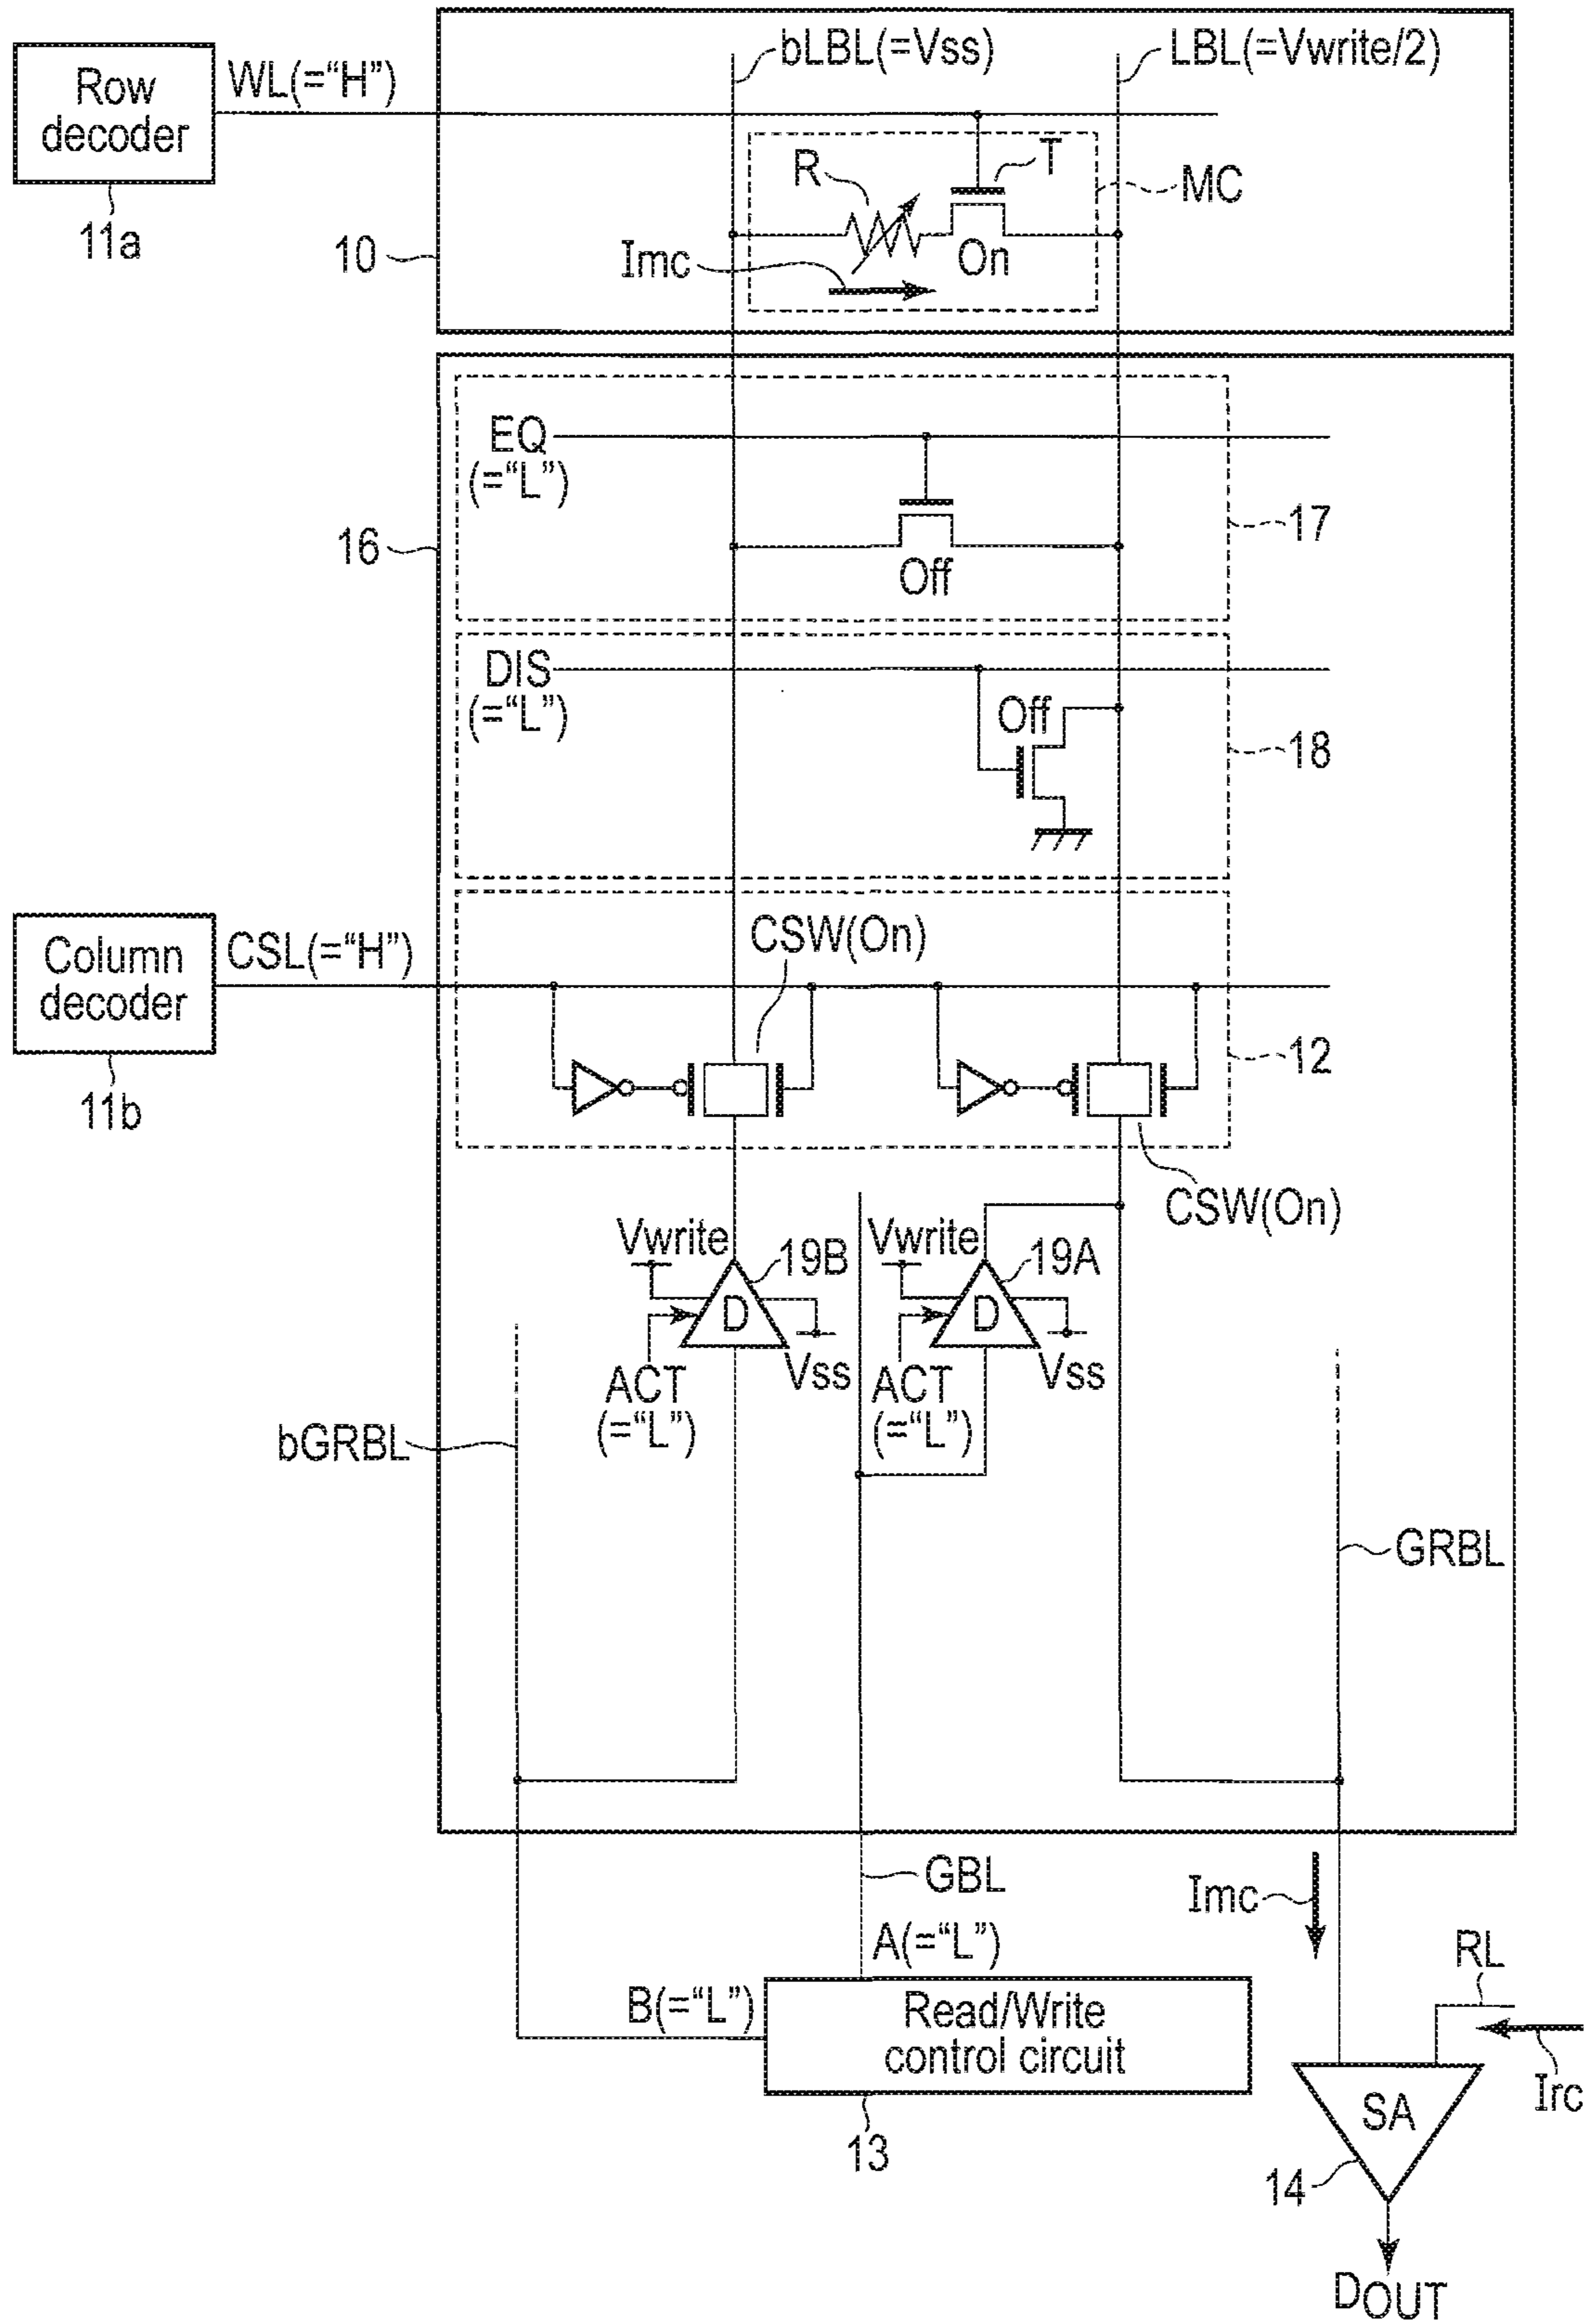 bLBL(=Vss)
LBL(=Vwrite/2)
Row
decoder
WL(=“H”)
11a
10
R
T
MC
Imc
On
EQ
(=“L”)
16
17
Off
DIS
(=“L”)
Off
18
Column
decoder
CSL(=“H”)
CSW(On)
11b
12
CSW(On)
Vwrite
19B
Vwrite
19A
D
D
Vss
Vss
ACT
(=“L”)
ACT
(=“L”)
bGRBL
GRBL
GBL
Imc
A(=“L”)
RL
B(=“L”)
Read/Write
control circuit
Irc
SA
13
14
DOUT